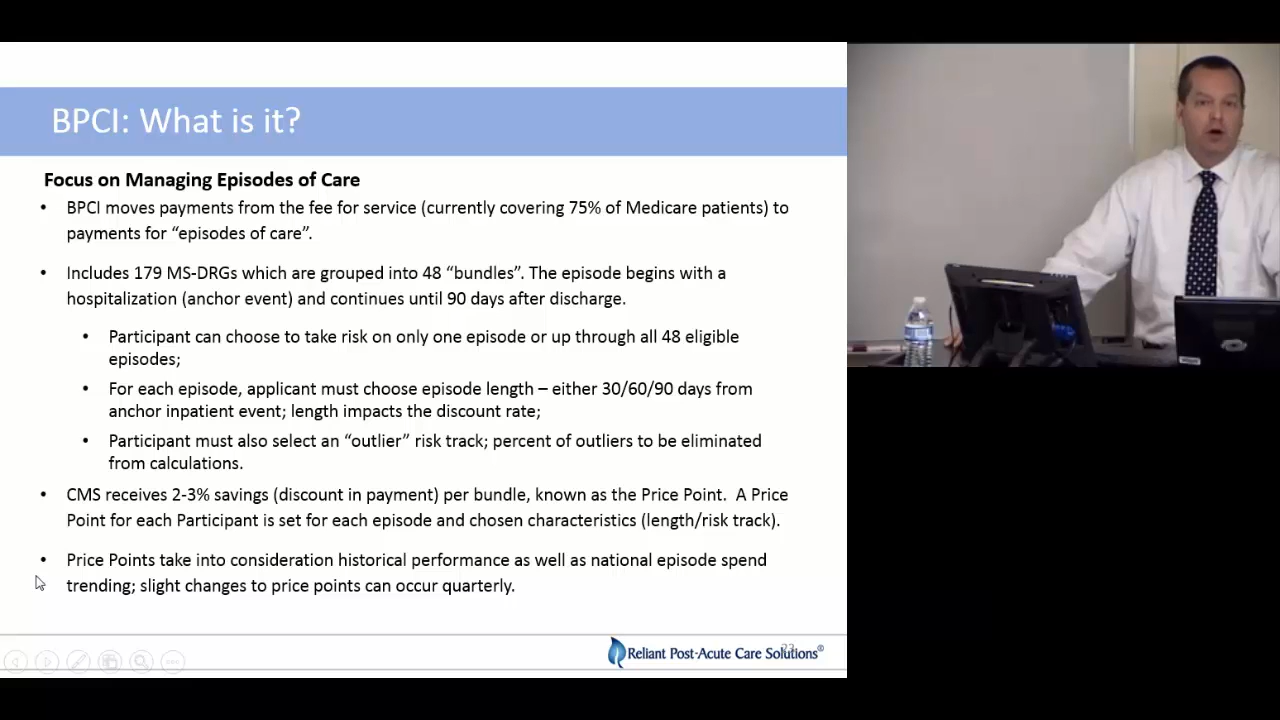 BPCI: What is it?
Focus on Managing Episodes of Care
• BPCI moves payments from the fee for service (currently covering 75% of Medicare patients) to
payments for “episodes of care”.
• Includes 179 MS-DRGs which are grouped into 48 “bundles”. The episode begins with a
hospitalization (anchor event) and continues until 90 days after discharge.
• Participant can choose to take risk on only one episode or up through all 48 eligible
episodes;
• For each episode, applicant must choose episode length – either 30/60/90 days from
anchor inpatient event; length impacts the discount rate;
• Participant must also select an “outlier” risk track; percent of outliers to be eliminated
from calculations.
• CMS receives 2-3% savings (discount in payment) per bundle, known as the Price Point. A Price
Point for each Participant is set for each episode and chosen characteristics (length/risk track).
• Price Points take into consideration historical performance as well as national episode spend
trending; slight changes to price points can occur quarterly.
Reliant Post-Acute Care Solutions®
23